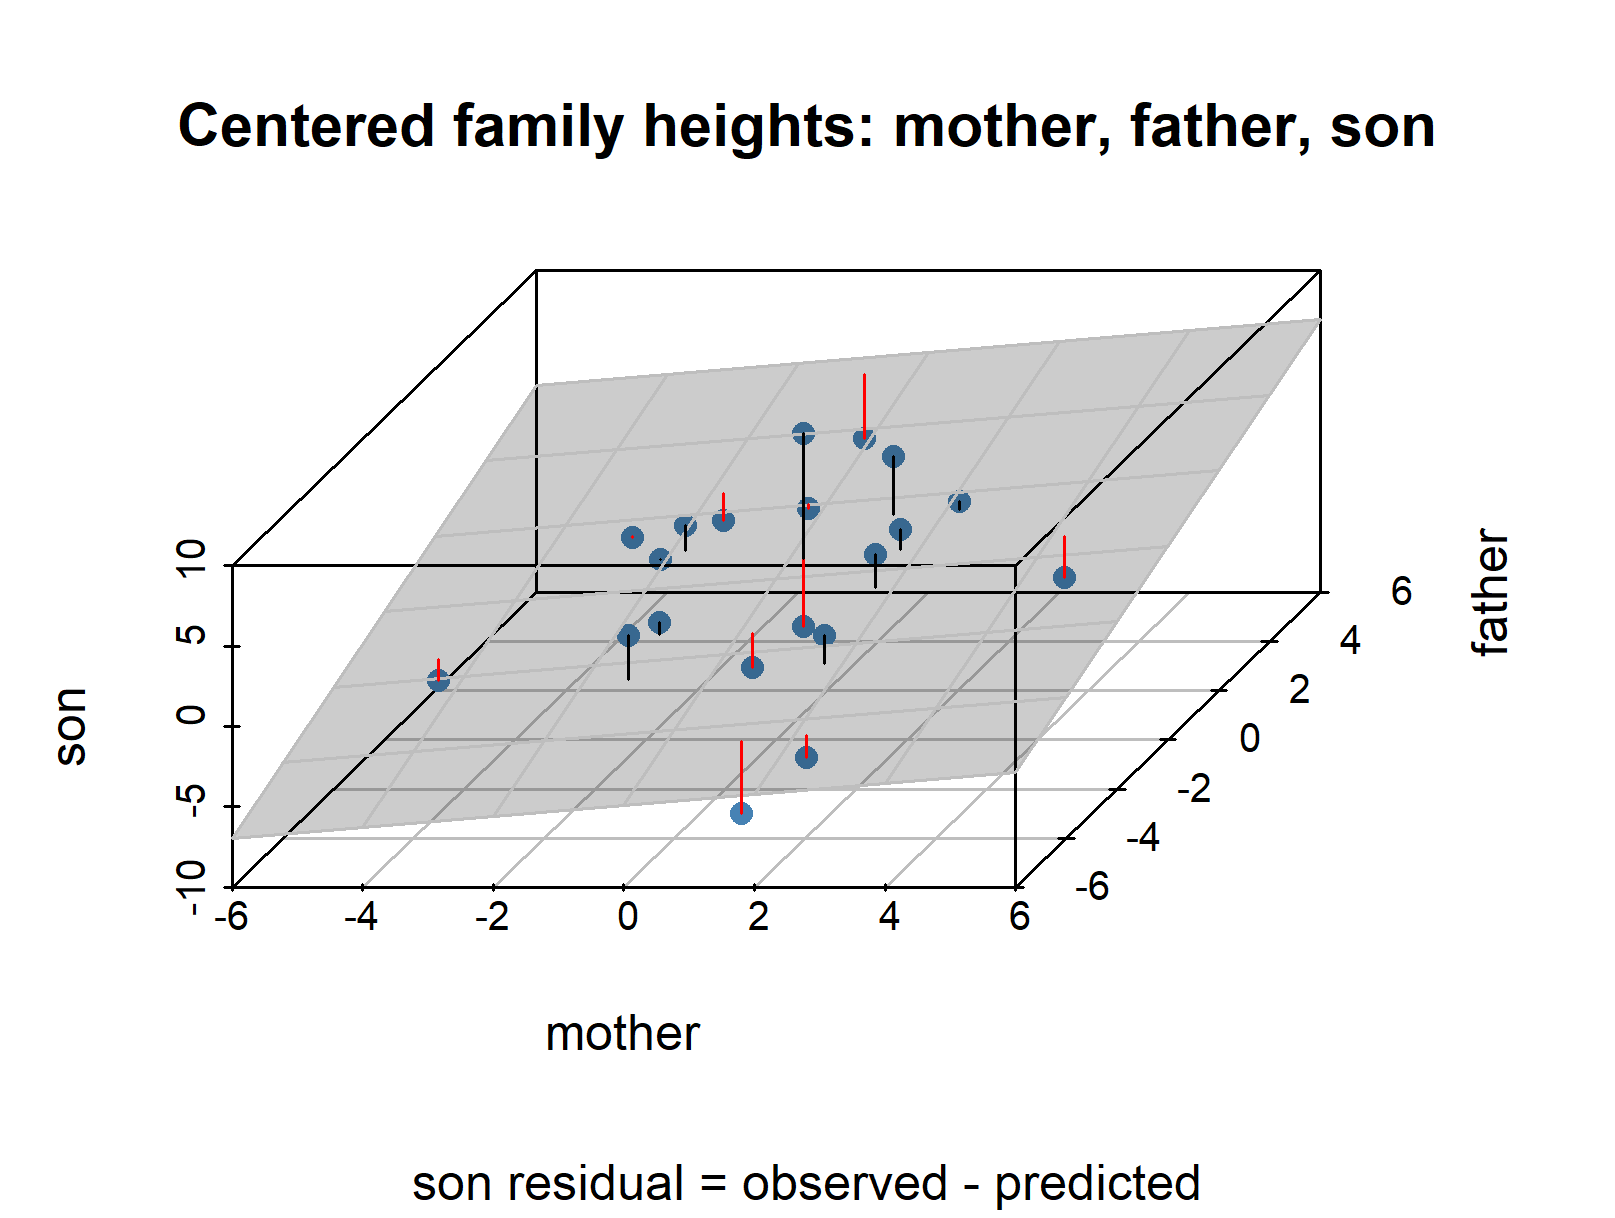 Centered family heights: mother, father, son
10
5
0
-5
-10
son
-6 -4 -2 0 2 4 6
mother
6
4
2
0
-2
-4
-6
father
son residual = observed - predicted